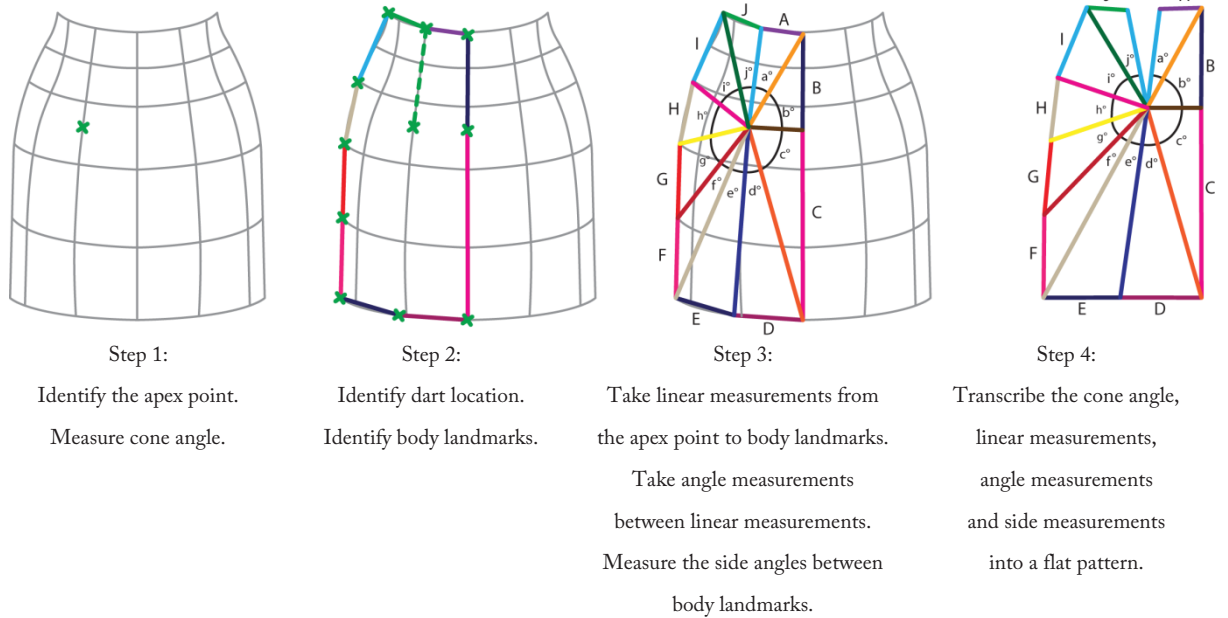 J
A
I
B
j° a°
i°
b°
H
h°
c°
g°
G
f° e° d°
C
F
E
D
I
B
j° a°
i° b°
H
h°
c°
g°
G
f° e° d°
C
F
E
D
Step 1:
Identify the apex point.
Measure cone angle.
Step 2:
Identify dart location.
Identify body landmarks.
Step 3:
Take linear measurements from
the apex point to body landmarks.
Take angle measurements
between linear measurements.
Measure the side angles between
body landmarks.
Step 4:
Transcribe the cone angle,
linear measurements,
angle measurements
and side measurements
into a flat pattern.